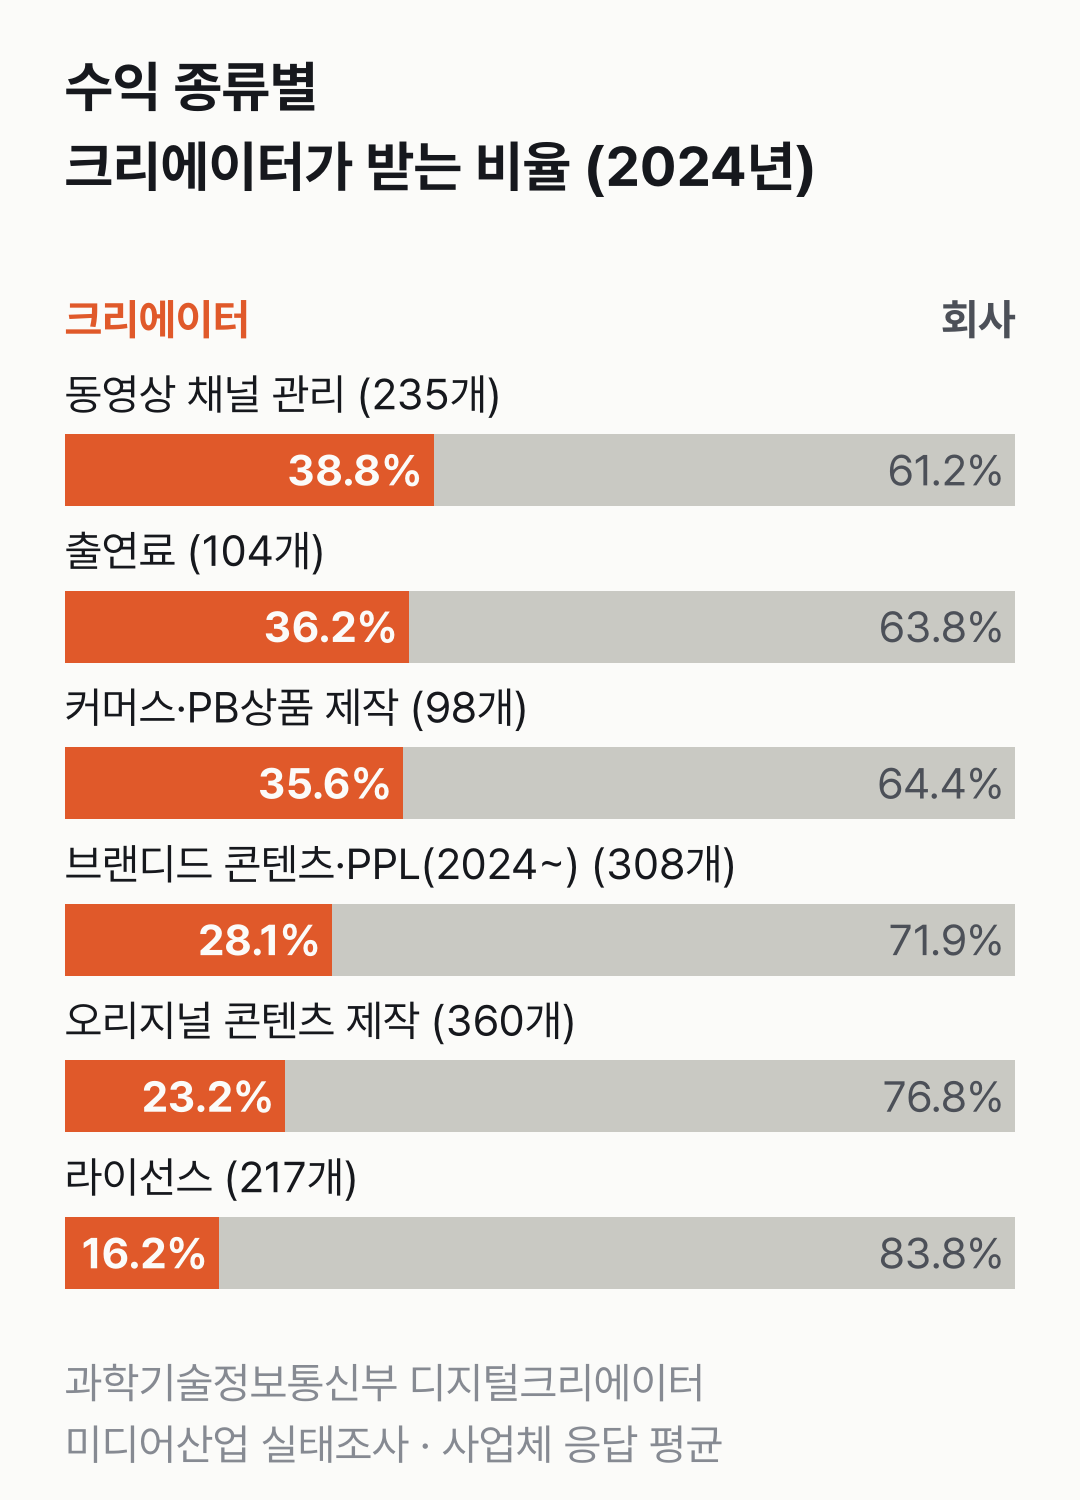 수익 종류별
크리에이터가 받는 비율 (2024년)
크리에이터 회사
동영상 채널 관리 (235개)
38.8% 61.2%
출연료 (104개)
36.2% 63.8%
커머스·PB상품 제작 (98개)
35.6% 64.4%
브랜디드 콘텐츠·PPL(2024~) (308개)
28.1% 71.9%
오리지널 콘텐츠 제작 (360개)
23.2% 76.8%
라이선스 (217개)
16.2% 83.8%
과학기술정보통신부 디지털크리에이터
미디어산업 실태조사 · 사업체 응답 평균